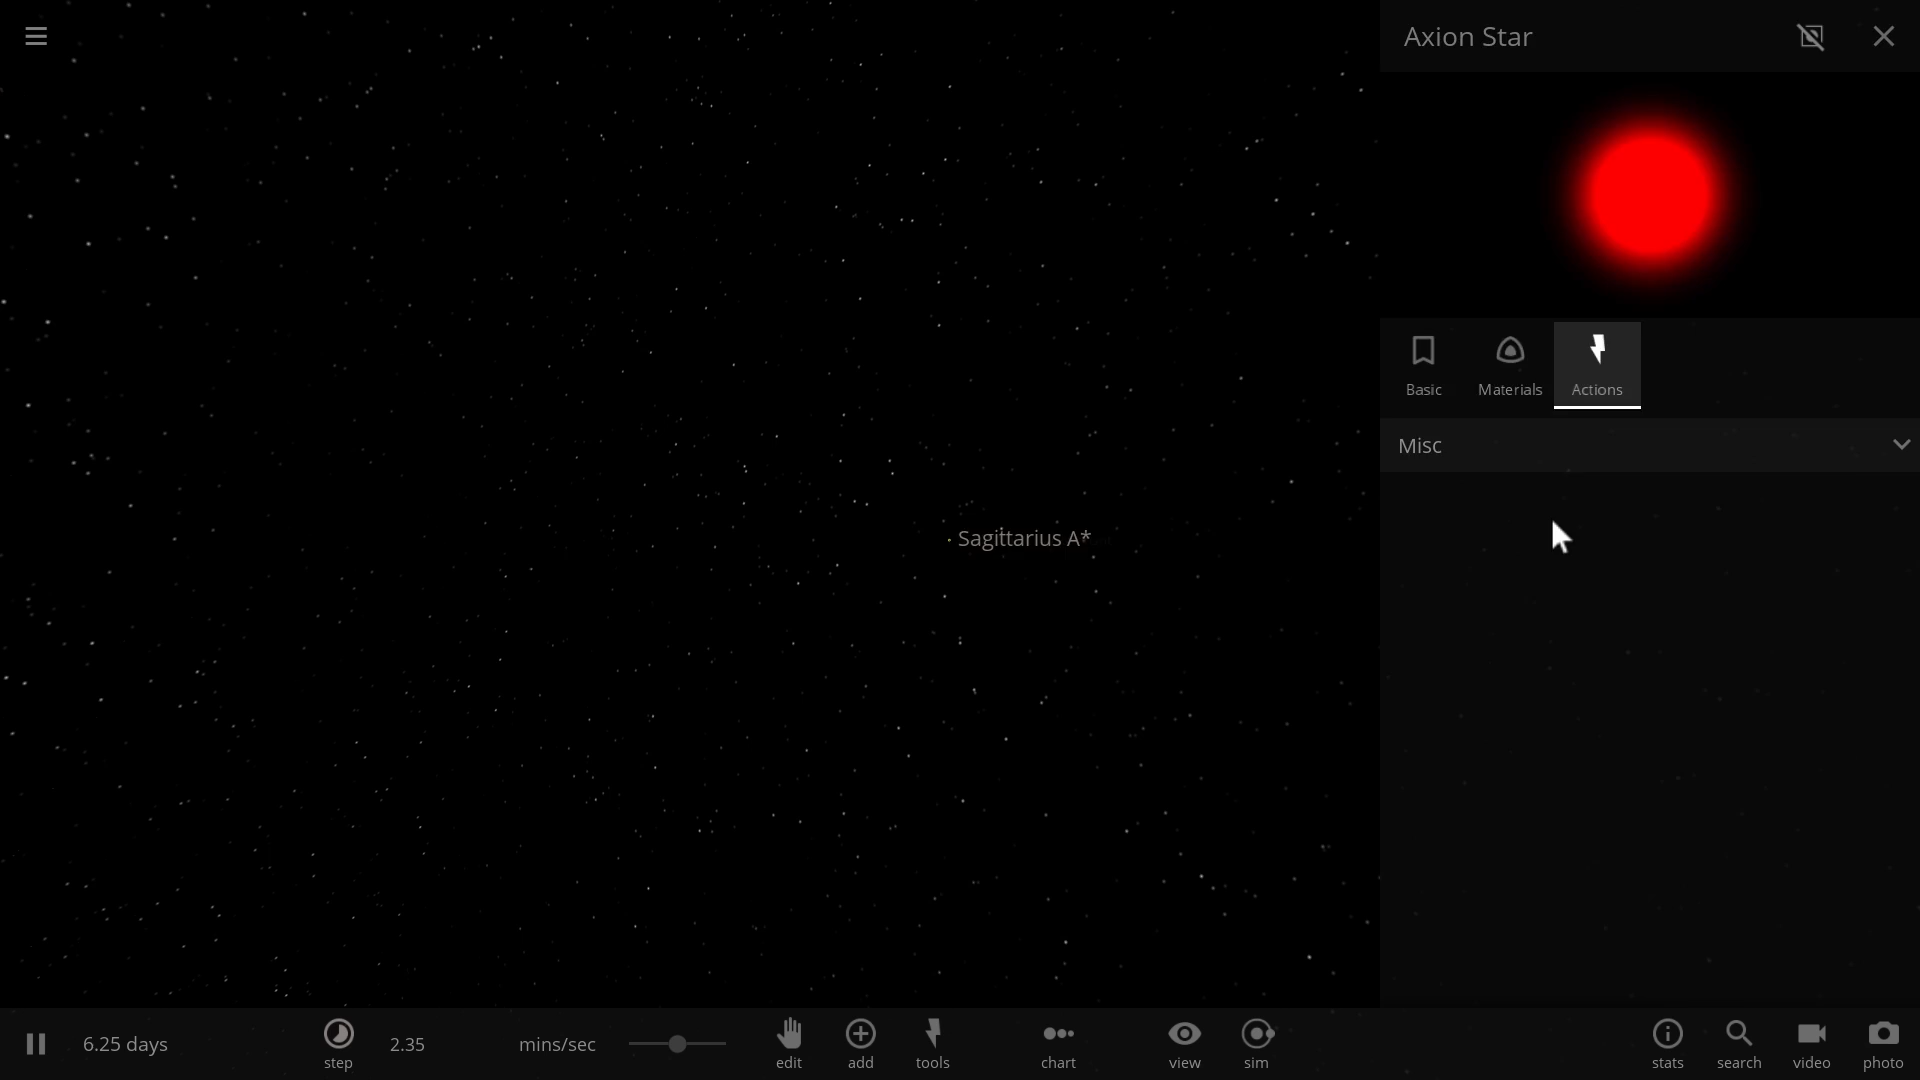 Axion Star
Basic
Materials
Actions
Misc
Sagittarius A*
6.25 days
step
2.35
mins/sec
edit
add
tools
chart
view
sim
stats
search
video
photo